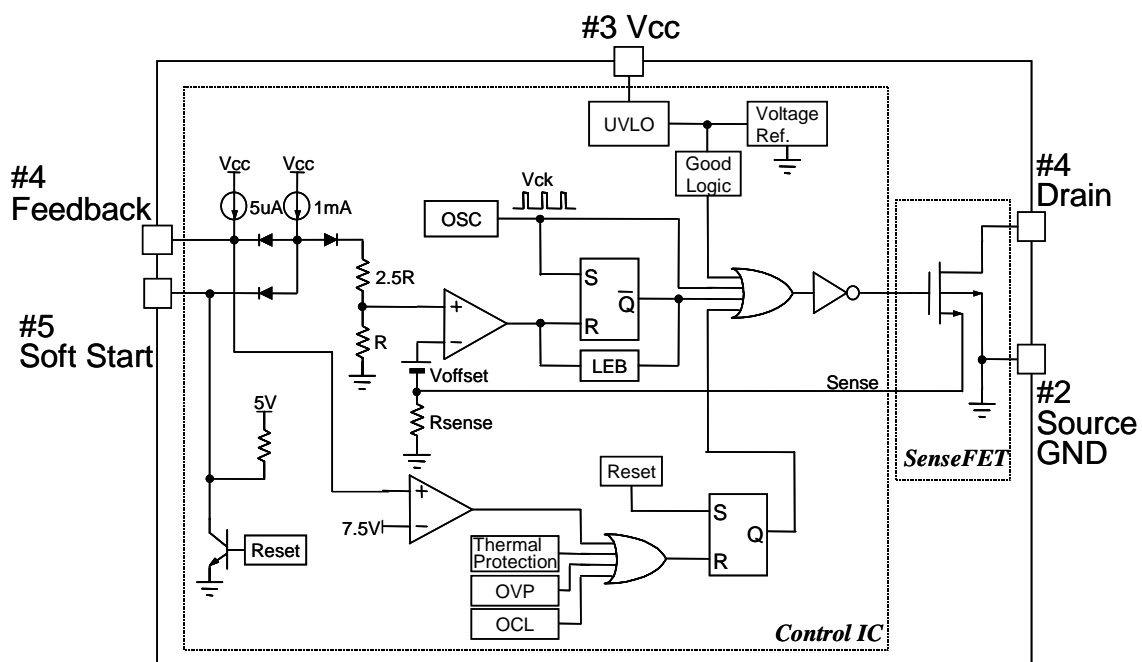 #3 Vcc
UVLO
Voltage
Ref.
Good
Logic
#4
Feedback
Vcc
Vcc
5uA
1mA
Vck
OSC
#4
Drain
2.5R
+
S
Q
R
R
−
#5
Soft Start
LEB
Voffset
Sense
#2
Source
GND
Rsense
5V
SenseFET
Reset
+
S
Q
7.5V
−
R
Thermal
Protection
Reset
OVP
OCL
Control IC